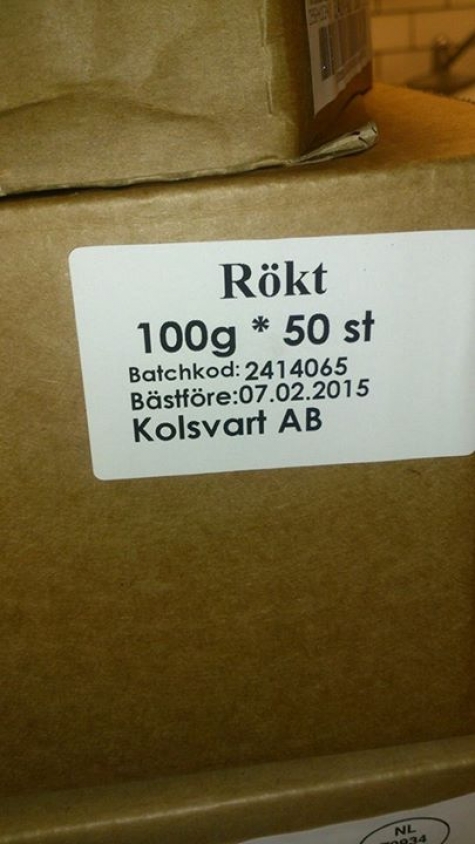 Rökt
100g * 50 st
Batchkod: 2414065
Bästföre:07.02.2015
Kolsvart AB
NL